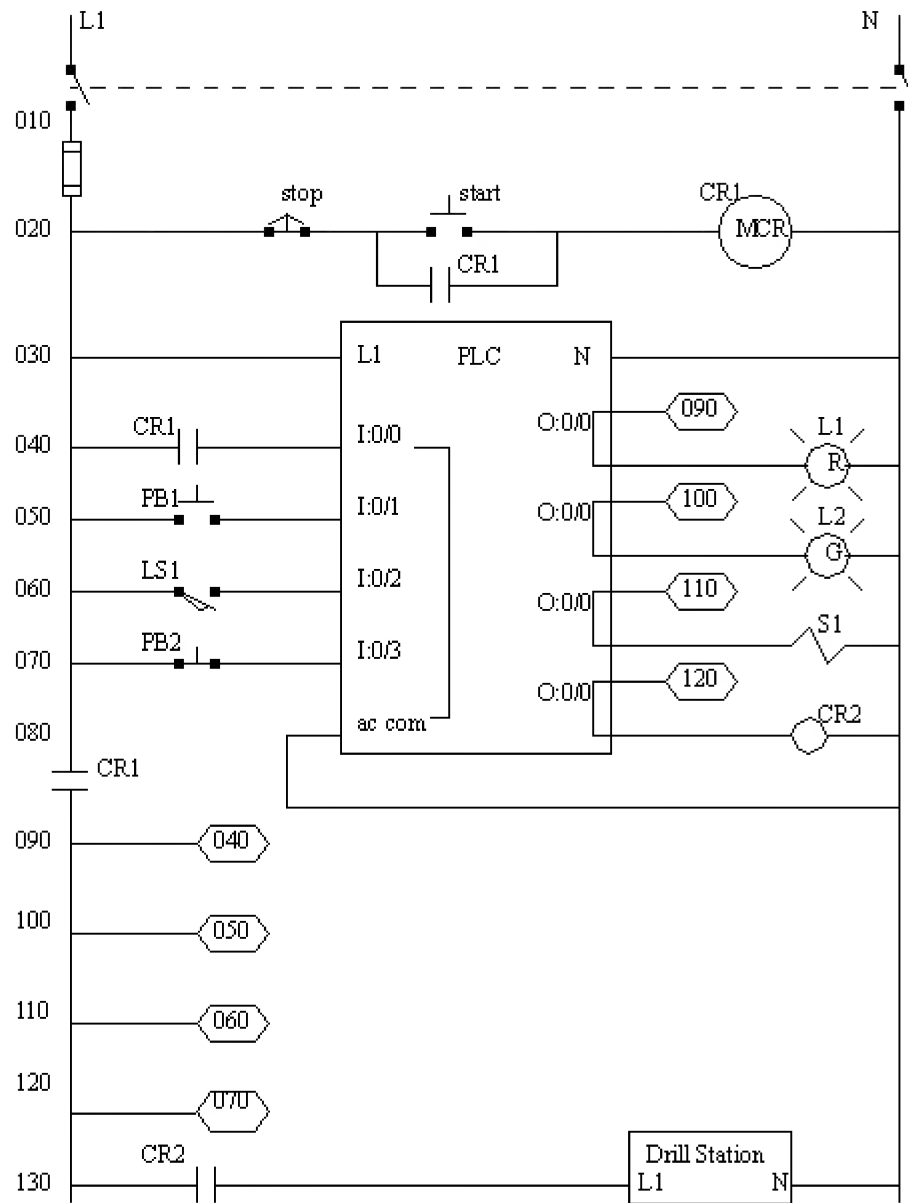 L1 N
010
stop start CR1
020 MCR
CR1
030 L1 PLC N
O:0/0 090
CR1 I:0/0 L1
040 R
PB1 I:0/1 O:0/0 100
050 L2
G
LS1 I:0/2 O:0/0 110
060 S1
PB2 I:0/3
070 O:0/0 120
080 ac com CR2
CR1
090 040
100 050
110 060
120 070
CR2 Drill Station
130 L1 N